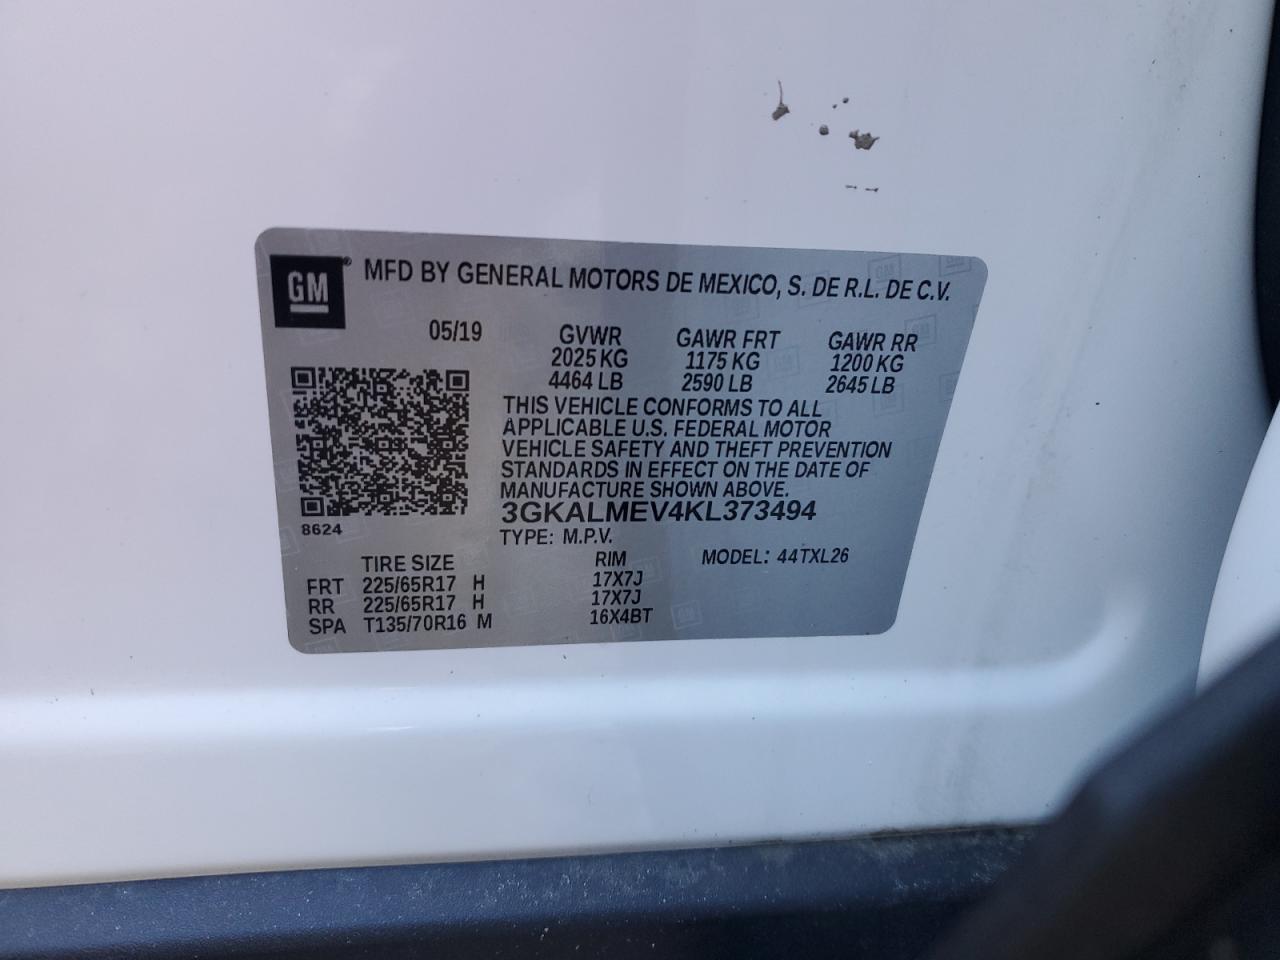 GM® MFD BY GENERAL MOTORS DE MEXICO, S. DE R.L. DE C.V.
05/19 GVWR GAWR FRT GAWR RR
2025 KG 1175 KG 1200 KG
4464 LB 2590 LB 2645 LB
THIS VEHICLE CONFORMS TO ALL
APPLICABLE U.S. FEDERAL MOTOR
VEHICLE SAFETY AND THEFT PREVENTION
STANDARDS IN EFFECT ON THE DATE OF
MANUFACTURE SHOWN ABOVE.
3GKALMEV4KL373494
8624
TYPE: M.P.V.
TIRE SIZE RIM MODEL: 44TXL26
FRT 225/65R17 H 17X7J
RR 225/65R17 H 17X7J
SPA T135/70R16 M 16X4BT